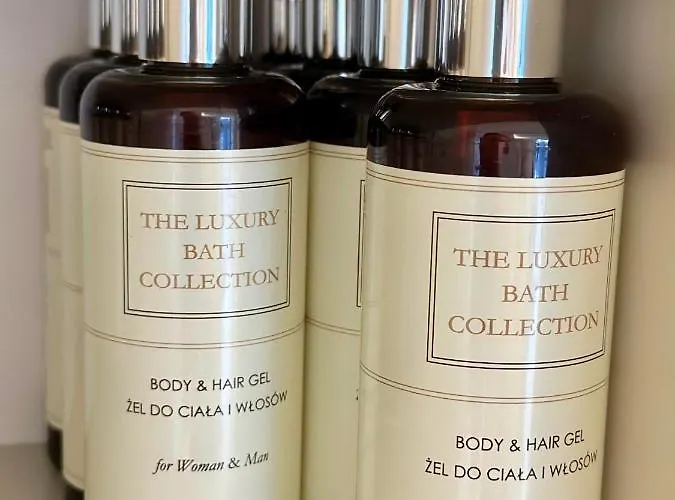 THE LUXURY
BATH
COLLECTION
BODY & HAIR GEL
ŻEL DO CIAŁA I WŁOSÓW
for Woman & Man
THE LUXURY
BATH
COLLECTION
BODY & HAIR GEL
ŻEL DO CIAŁA I WŁOSÓW